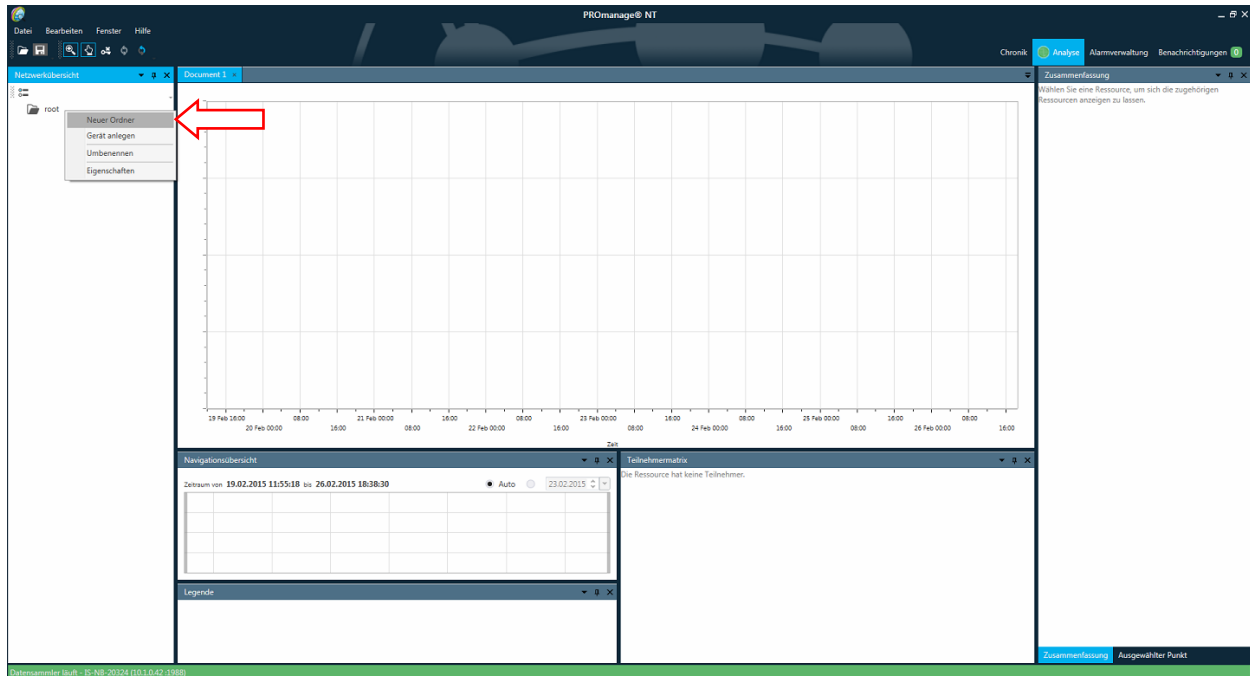 PROmanage® NT
Datei Bearbeiten Fenster Hilfe
Chronik Analyse Alarmverwaltung Benachrichtigungen 0
Netzwerkübersicht
root
Neuer Ordner
Gerät anlegen
Umbenennen
Eigenschaften
Document 1
19 Feb 16:00 08:00 21 Feb 00:00 16:00 08:00 23 Feb 00:00 16:00 08:00 25 Feb 00:00 16:00 08:00
20 Feb 00:00 16:00 08:00 22 Feb 00:00 16:00 08:00 24 Feb 00:00 16:00 08:00 26 Feb 00:00 16:00
Zeit
Zusammenfassung
Wählen Sie eine Ressource, um sich die zugehörigen
Ressourcen anzeigen zu lassen.
Navigationsübersicht
Zeitraum von 19.02.2015 11:55:18 bis 26.02.2015 18:38:30 Auto 23.02.2015
Legende
Teilnehmermatrix
Die Ressource hat keine Teilnehmer.
Zusammenfassung Ausgewählter Punkt
Datensammler läuft - IS-NB-20324 (10.1.0.42 :1988)